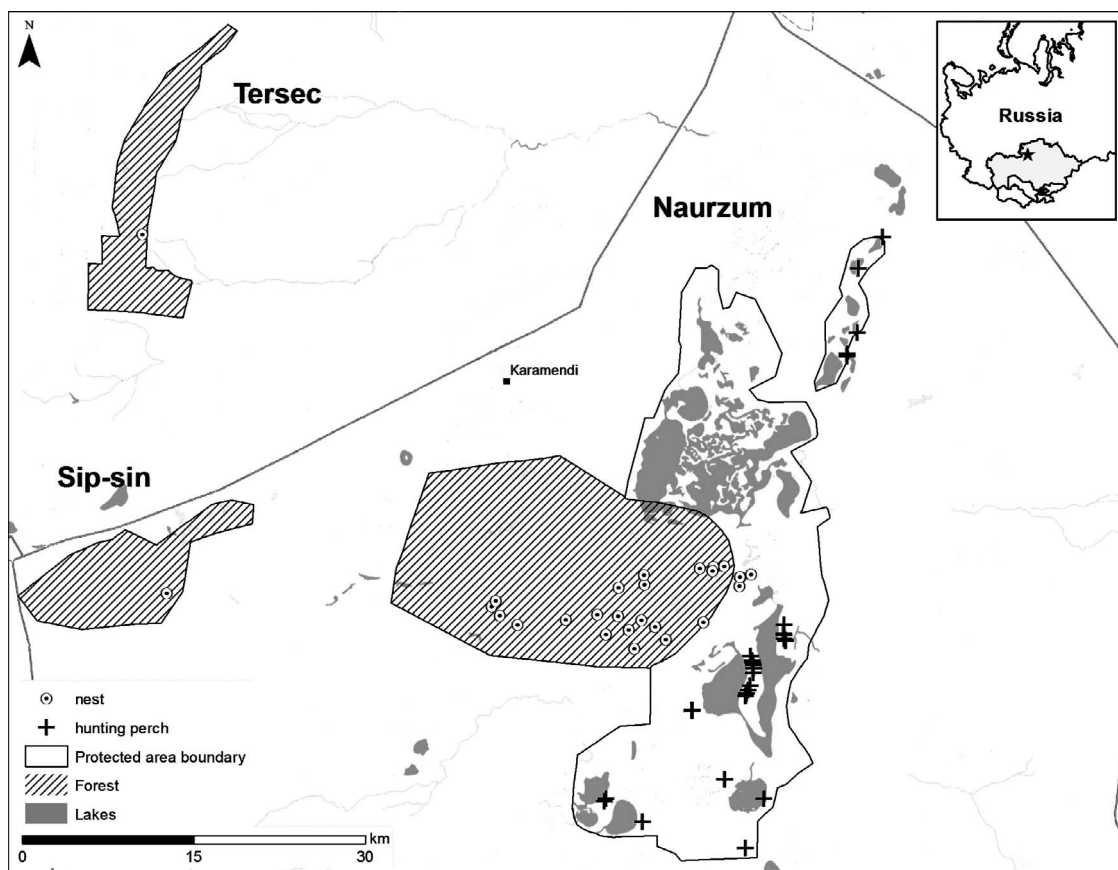 N
Tersec
Russia
Naurzum
Karamendi
Sip-sin
nest
hunting perch
Protected area boundary
Forest
Lakes
km
0 15 30